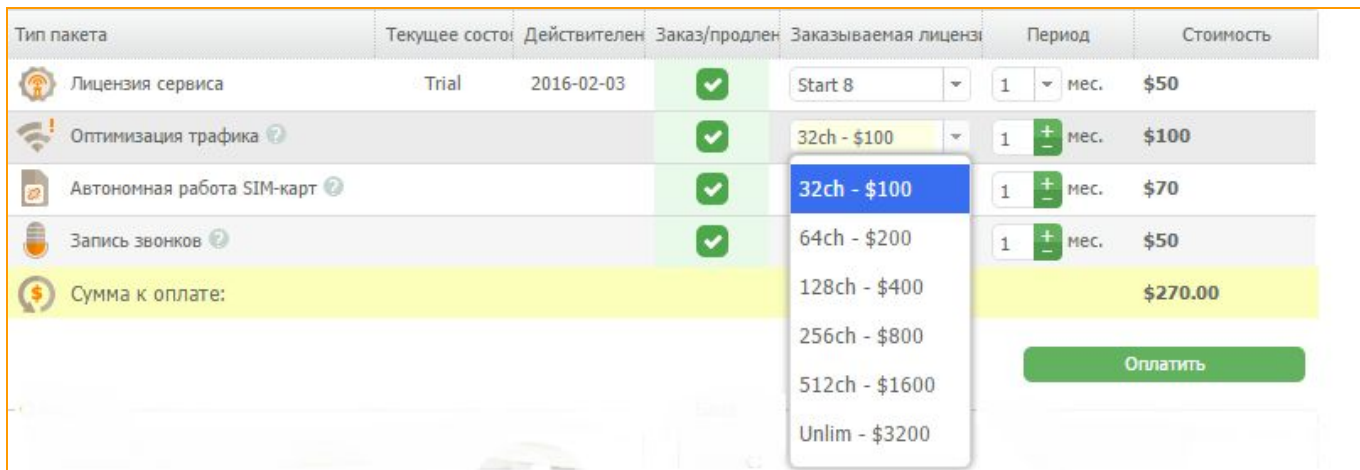 Тип пакета Текущее состо Действителен Заказ/продлен Заказываемая лиценз Период Стоимость
Лицензия сервиса Trial 2016-02-03 Start 8 1 мес. $50
Оптимизация трафика 32ch - $100 1 мес. $100
Автономная работа SIM-карт 32ch - $100 1 мес. $70
64ch - $200
Запись звонков 1 мес. $50
128ch - $400
Сумма к оплате: $270.00
256ch - $800
Оплатить
512ch - $1600
Unlim - $3200